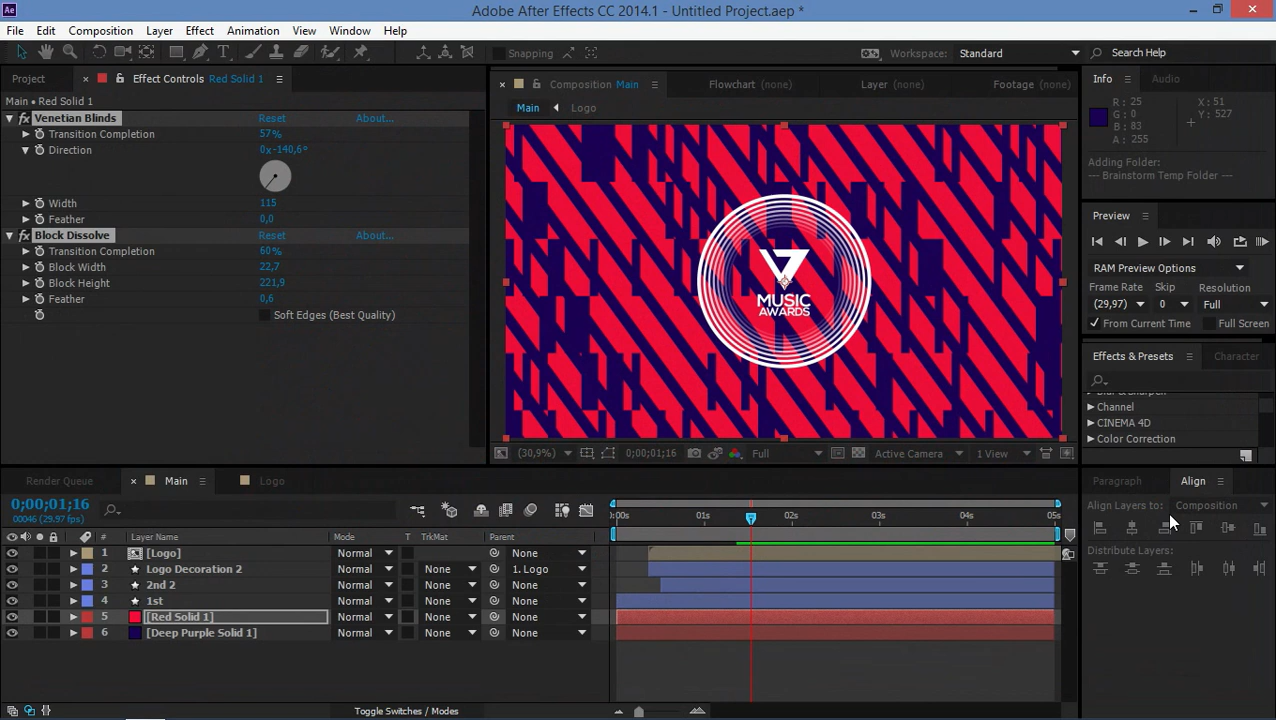 Ae Adobe After Effects CC 2014.1 - Untitled Project.aep *
File Edit Composition Layer Effect Animation View Window Help
Snapping Workspace: Standard Search Help
Project Effect Controls Red Solid 1
Main • Red Solid 1
fx Venetian Blinds Reset About...
Transition Completion 57%
Direction 0x-140,6°
Width 115
Feather 0,0
fx Block Dissolve Reset About...
Transition Completion 60%
Block Width 22,7
Block Height 221,9
Feather 0,6
Soft Edges (Best Quality)
Composition Main Flowchart (none) Layer (none) Footage (none)
Main Logo
MUSIC
AWARDS
(30,9%) 0;00;01;16 Full Active Camera 1 View
Info Audio
R: 25 X: 51
G: 0 Y: 527
B: 83
A: 255
Adding Folder:
--- Brainstorm Temp Folder ---
Preview
RAM Preview Options
Frame Rate Skip Resolution
(29,97) 0 Full
From Current Time Full Screen
Effects & Presets Character
Channel
CINEMA 4D
Color Correction
Paragraph Align
Align Layers to: Composition
Distribute Layers:
Render Queue Main Logo
0;00;01;16
00046 (29.97 fps)
:00s 01s 02s 03s 04s 05s
# Layer Name Mode T TrkMat Parent
1 [Logo] Normal None
2 Logo Decoration 2 Normal None 1. Logo
3 2nd 2 Normal None None
4 1st Normal None None
5 [Red Solid 1] Normal None None
6 [Deep Purple Solid 1] Normal None None
Toggle Switches / Modes